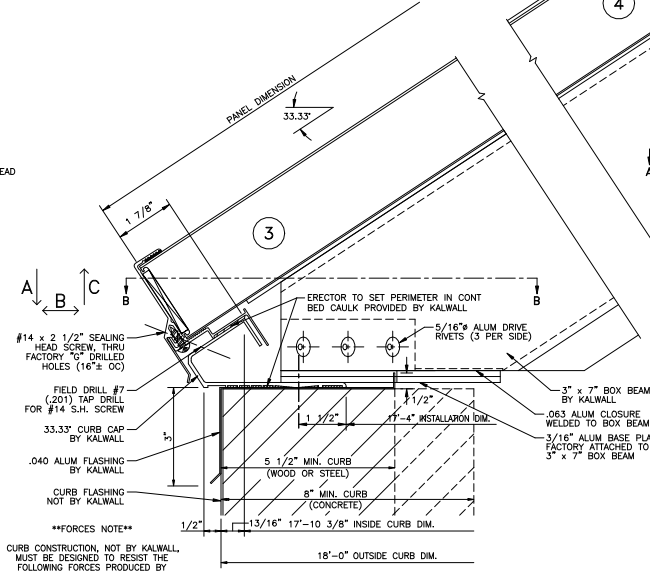 4
PANEL DIMENSION
33.33°
EAD
1 7/8"
3
A
A
B
C
B
B
ERECTOR TO SET PERIMETER IN CONT
BED CAULK PROVIDED BY KALWALL
5/16"ø ALUM DRIVE
RIVETS (3 PER SIDE)
#14 x 2 1/2" SEALING
HEAD SCREW, THRU
FACTORY "G" DRILLED
HOLES (16"± OC)
FIELD DRILL #7
(.201) TAP DRILL
FOR #14 S.H. SCREW
3" x 7" BOX BEAM
BY KALWALL
1/2"
.063 ALUM CLOSURE
WELDED TO BOX BEAM
1 1/2"
17'-4" INSTALLATION DIM.
33.33° CURB CAP
BY KALWALL
3"
3/16" ALUM BASE PLA
FACTORY ATTACHED TO
3" x 7" BOX BEAM
.040 ALUM FLASHING
BY KALWALL
5 1/2" MIN. CURB
(WOOD OR STEEL)
CURB FLASHING
NOT BY KALWALL
8" MIN. CURB
(CONCRETE)
**FORCES NOTE**
1/2"
13/16"
17'-10 3/8" INSIDE CURB DIM.
CURB CONSTRUCTION, NOT BY KALWALL,
MUST BE DESIGNED TO RESIST THE
FOLLOWING FORCES PRODUCED BY
18'-0" OUTSIDE CURB DIM.